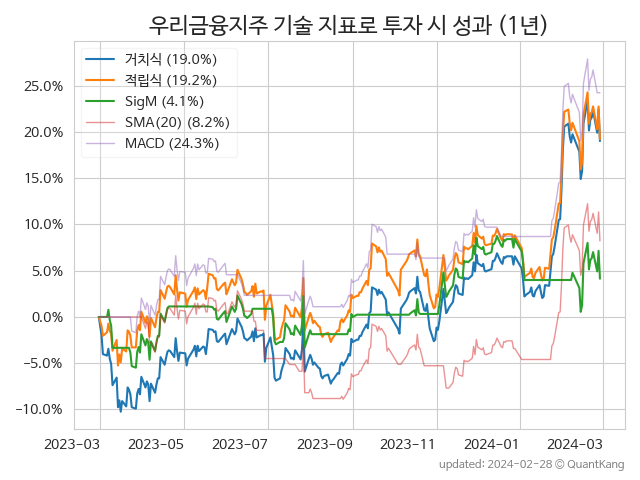 우리금융지주 기술 지표로 투자 시 성과 (1년)
거치식 (19.0%)
적립식 (19.2%)
SigM (4.1%)
SMA(20) (8.2%)
MACD (24.3%)
25.0%
20.0%
15.0%
10.0%
5.0%
0.0%
−5.0%
−10.0%
2023-03 2023-05 2023-07 2023-09 2023-11 2024-01 2024-03
updated: 2024-02-28 ⓒ QuantKang